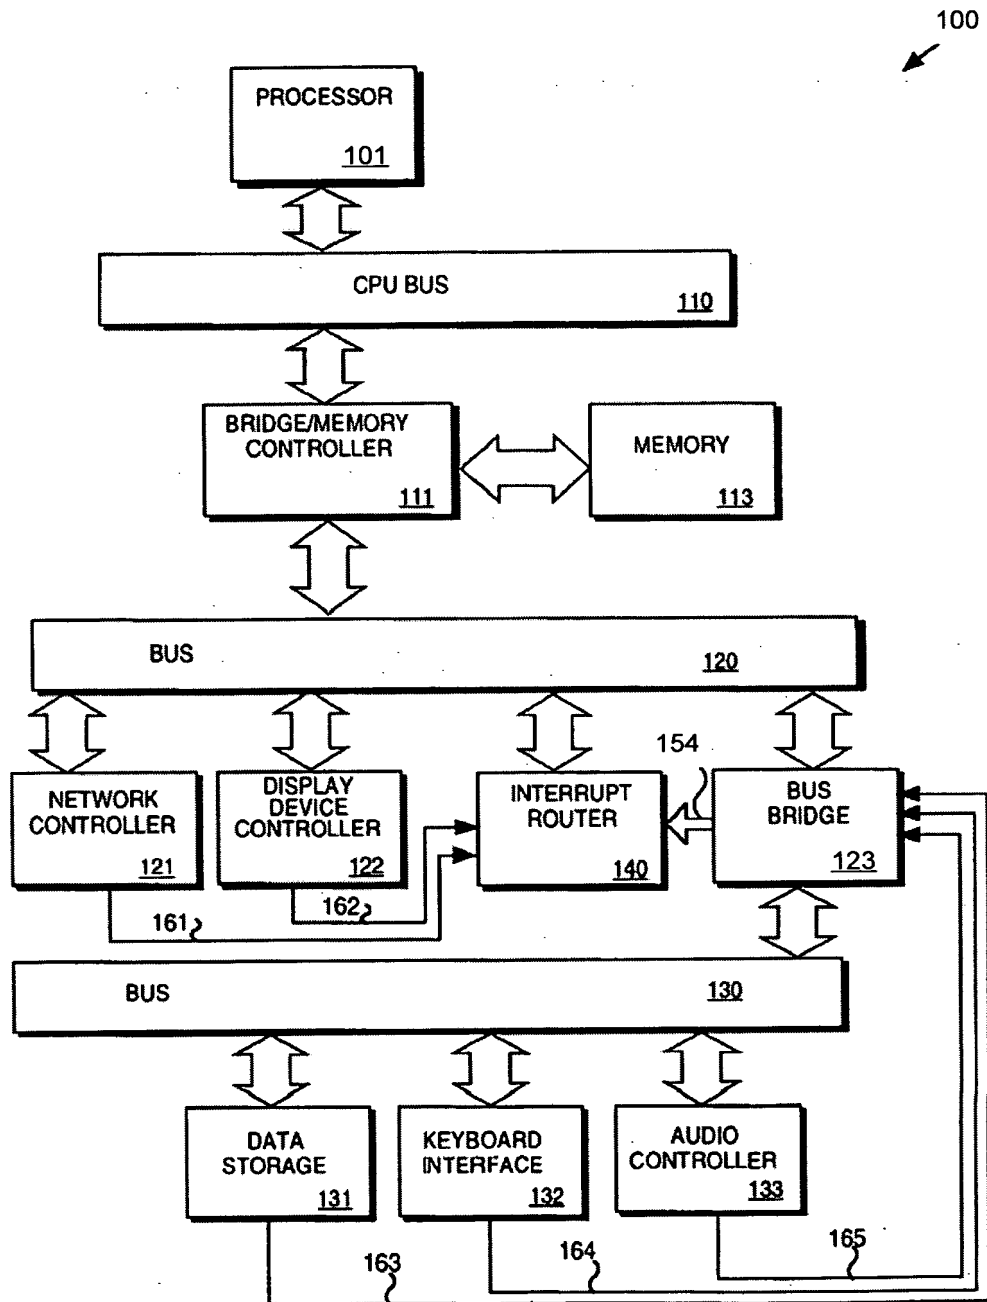 100
PROCESSOR
101
CPU BUS
110
BRIDGE/MEMORY
CONTROLLER
111
MEMORY
113
BUS
120
154
NETWORK
CONTROLLER
121
DISPLAY
DEVICE
CONTROLLER
122
INTERRUPT
ROUTER
140
BUS
BRIDGE
123
161
162
BUS
130
DATA
STORAGE
131
KEYBOARD
INTERFACE
132
AUDIO
CONTROLLER
133
163
164
165